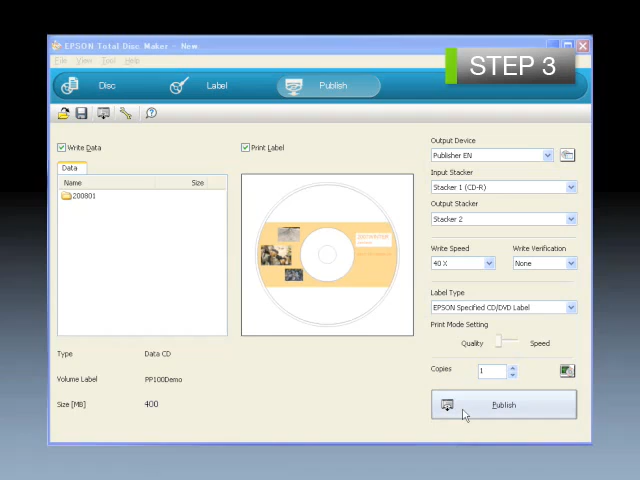 EPSON Total Disc Maker - New
File View Tool Help
STEP 3
Disc
Label
Publish
Write Data
Print Label
Data
Name Size
200801
Output Device
Publisher EN
Input Stacker
Stacker 1 (CD-R)
Output Stacker
Stacker 2
Write Speed Write Verification
40 X None
Label Type
EPSON Specified CD/DVD Label
Print Mode Setting
Quality Speed
Type Data CD
Volume Label PP100Demo
Size [MB] 400
Copies 1
Publish